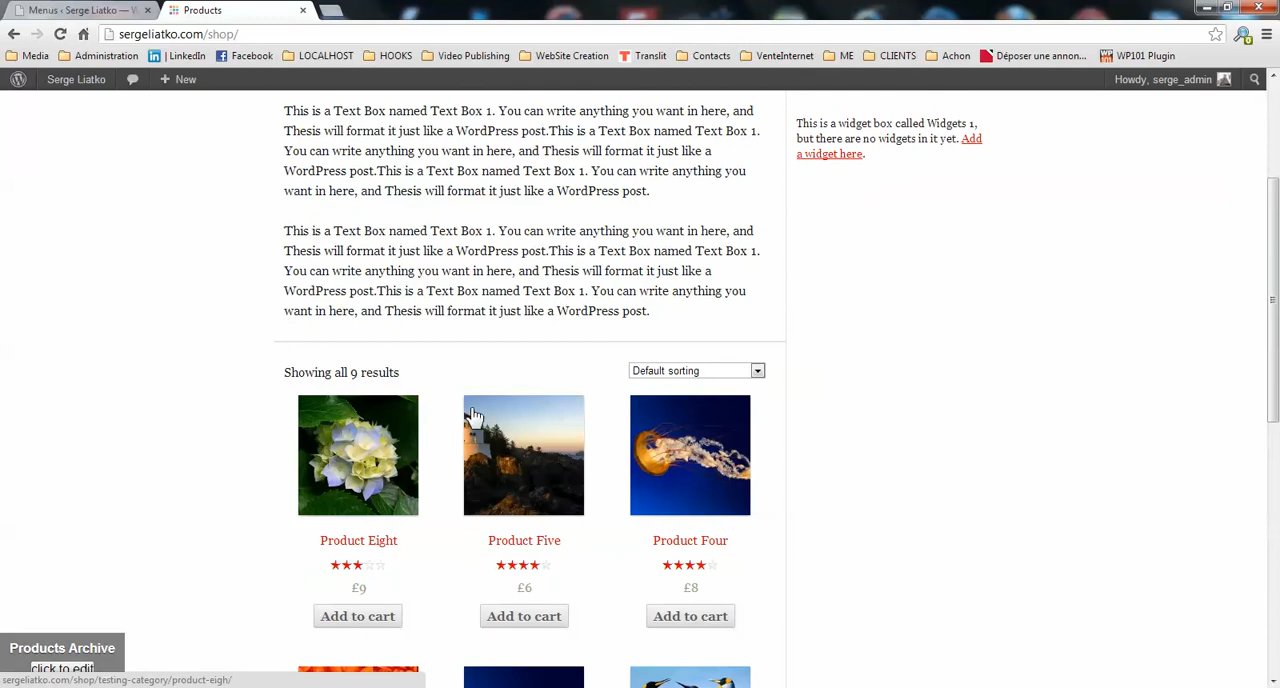 Menus ‹ Serge Liatko — W
Products
sergeliatko.com/shop/
Media
Administration
LinkedIn
Facebook
LOCALHOST
HOOKS
Video Publishing
WebSite Creation
Translit
Contacts
VenteInternet
ME
CLIENTS
Achon
Déposer une annon...
WP101 Plugin
Serge Liatko
New
Howdy, serge_admin
This is a Text Box named Text Box 1. You can write anything you want in here, and
Thesis will format it just like a WordPress post.This is a Text Box named Text Box 1.
You can write anything you want in here, and Thesis will format it just like a
WordPress post.This is a Text Box named Text Box 1. You can write anything you
want in here, and Thesis will format it just like a WordPress post.
This is a Text Box named Text Box 1. You can write anything you want in here, and
Thesis will format it just like a WordPress post.This is a Text Box named Text Box 1.
You can write anything you want in here, and Thesis will format it just like a
WordPress post.This is a Text Box named Text Box 1. You can write anything you
want in here, and Thesis will format it just like a WordPress post.
This is a widget box called Widgets 1,
but there are no widgets in it yet. Add
a widget here.
Showing all 9 results
Default sorting
Product Eight
Product Five
Product Four
£9
£6
£8
Add to cart
Add to cart
Add to cart
Products Archive
click to edit
sergeliatko.com/shop/testing-category/product-eigh/